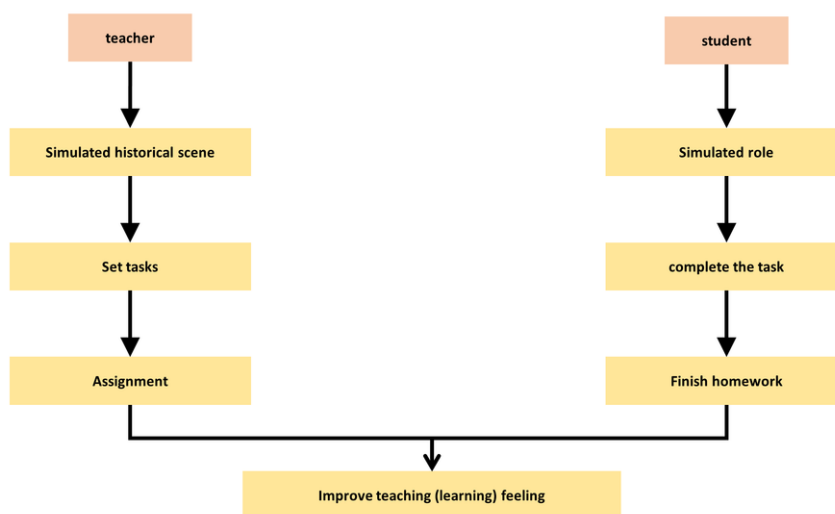 teacher
student
Simulated historical scene
Simulated role
Set tasks
complete the task
Assignment
Finish homework
Improve teaching (learning) feeling